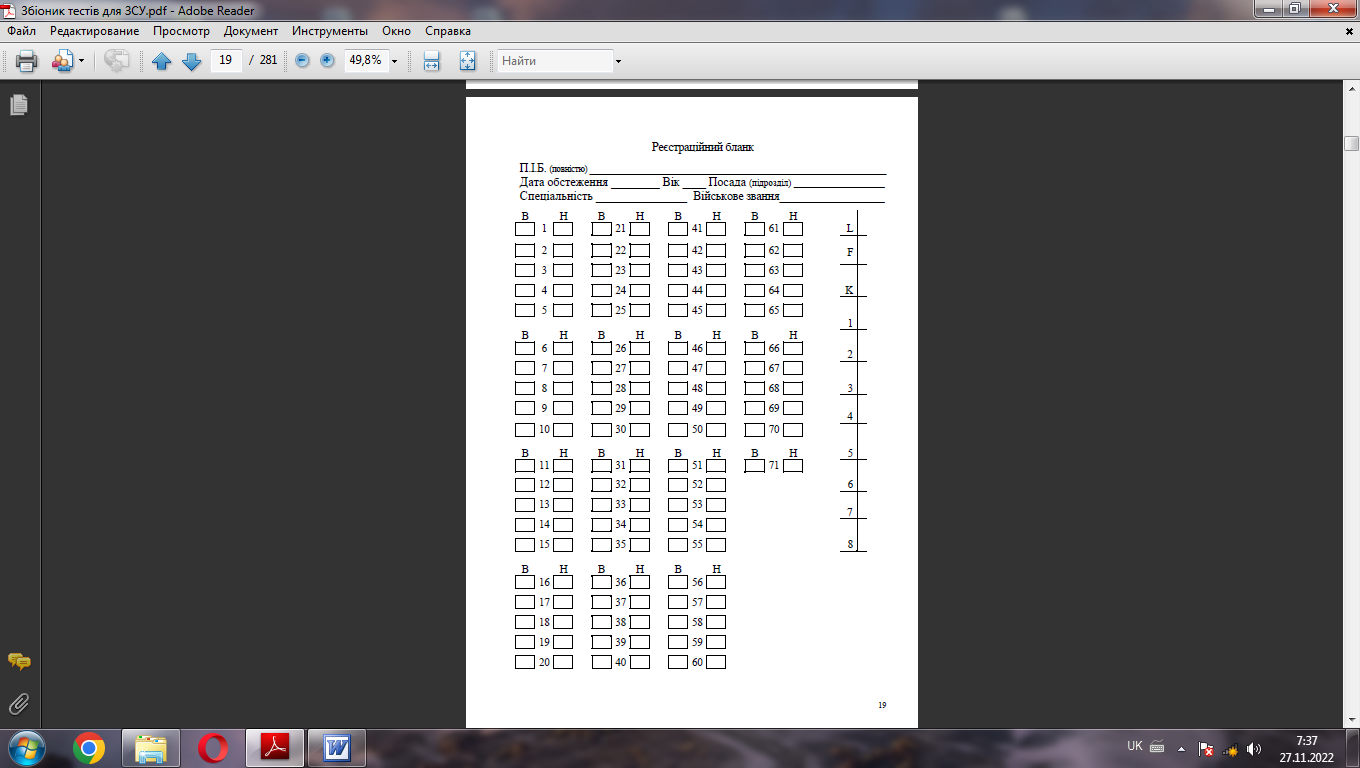 Збіоник тестів для ЗСУ.pdf - Adobe Reader
Файл Редактирование Просмотр Документ Инструменты Окно Справка
19 / 281 49,8% Найти
Реєстраційний бланк
П.І.Б. (повністю)
Дата обстеження Вік Посада (підрозділ)
Спеціальність Військове звання
В Н В Н В Н В Н
1 21 41 61 L
2 22 42 62 F
3 23 43 63
4 24 44 64 K
5 25 45 65
1
В Н В Н В Н В Н
6 26 46 66 2
7 27 47 67
8 28 48 68 3
9 29 49 69 4
10 30 50 70
В Н В Н В Н В Н 5
11 31 51 71
12 32 52 6
13 33 53 7
14 34 54
15 35 55 8
В Н В Н В Н
16 36 56
17 37 57
18 38 58
19 39 59
20 40 60
19
UK 7:37
27.11.2022